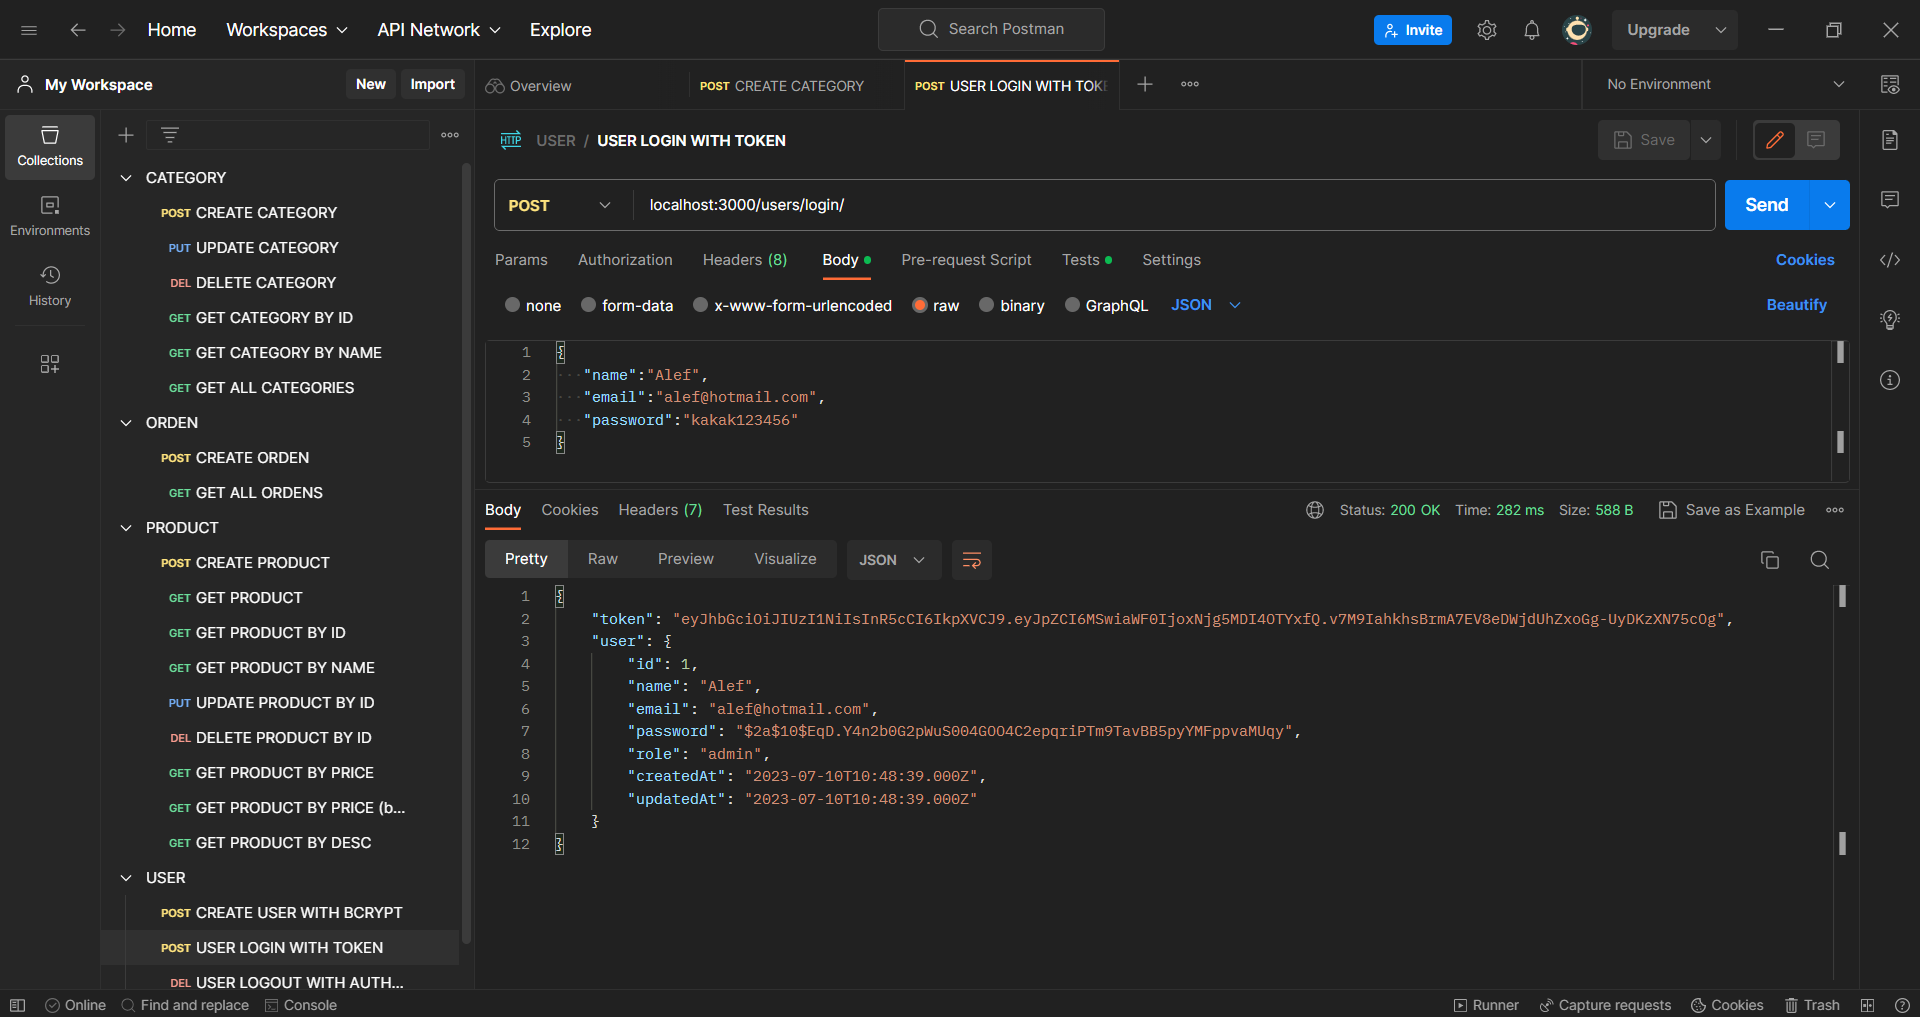 Home
Workspaces
API Network
Explore
Search Postman
Invite
Upgrade
My Workspace
New
Import
Overview
POST CREATE CATEGORY
POST USER LOGIN WITH TOKE
No Environment
Collections
Environments
History
CATEGORY
POST CREATE CATEGORY
PUT UPDATE CATEGORY
DEL DELETE CATEGORY
GET GET CATEGORY BY ID
GET GET CATEGORY BY NAME
GET GET ALL CATEGORIES
ORDEN
POST CREATE ORDEN
GET GET ALL ORDENS
PRODUCT
POST CREATE PRODUCT
GET GET PRODUCT
GET GET PRODUCT BY ID
GET GET PRODUCT BY NAME
PUT UPDATE PRODUCT BY ID
DEL DELETE PRODUCT BY ID
GET GET PRODUCT BY PRICE
GET GET PRODUCT BY PRICE (b...
GET GET PRODUCT BY DESC
USER
POST CREATE USER WITH BCRYPT
POST USER LOGIN WITH TOKEN
DEL USER LOGOUT WITH AUTH...
HTTP USER / USER LOGIN WITH TOKEN
Save
POST localhost:3000/users/login/
Send
Params Authorization Headers (8) Body Pre-request Script Tests Settings Cookies
none form-data x-www-form-urlencoded raw binary GraphQL JSON Beautify
1 {
2 "name":"Alef",
3 "email":"alef@hotmail.com",
4 "password":"kakak123456"
5 }
Body Cookies Headers (7) Test Results Status: 200 OK Time: 282 ms Size: 588 B Save as Example
Pretty Raw Preview Visualize JSON
1 {
2 "token": "eyJhbGciOiJIUzI1NiIsInR5cCI6IkpXVCJ9.eyJpZCI6MSwiaWF0IjoxNjg5MDI4OTYxfQ.v7M9IahkhsBrmA7EV8eDWjdUhZxoGg-UyDKzXN75cOg",
3 "user": {
4 "id": 1,
5 "name": "Alef",
6 "email": "alef@hotmail.com",
7 "password": "$2a$10$EqD.Y4n2b0G2pWuS004GOO4C2epqriPTm9TavBB5pyYMFppvaMUqy",
8 "role": "admin",
9 "createdAt": "2023-07-10T10:48:39.000Z",
10 "updatedAt": "2023-07-10T10:48:39.000Z"
11 }
12 }
Online Find and replace Console Runner Capture requests Cookies Trash